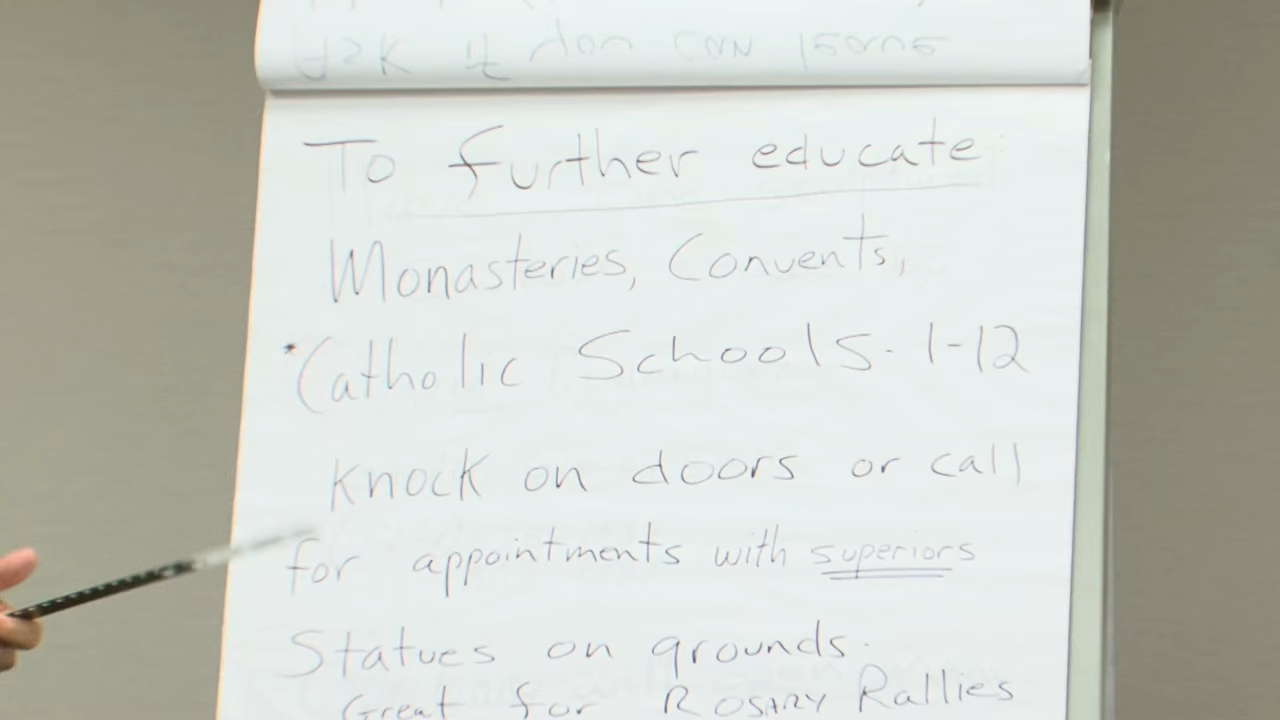 To further educate
Monasteries, Convents,
*Catholic Schools. 1-12
Knock on doors or call
for appointments with superiors
Statues on grounds.
Great for ROSARY Rallies